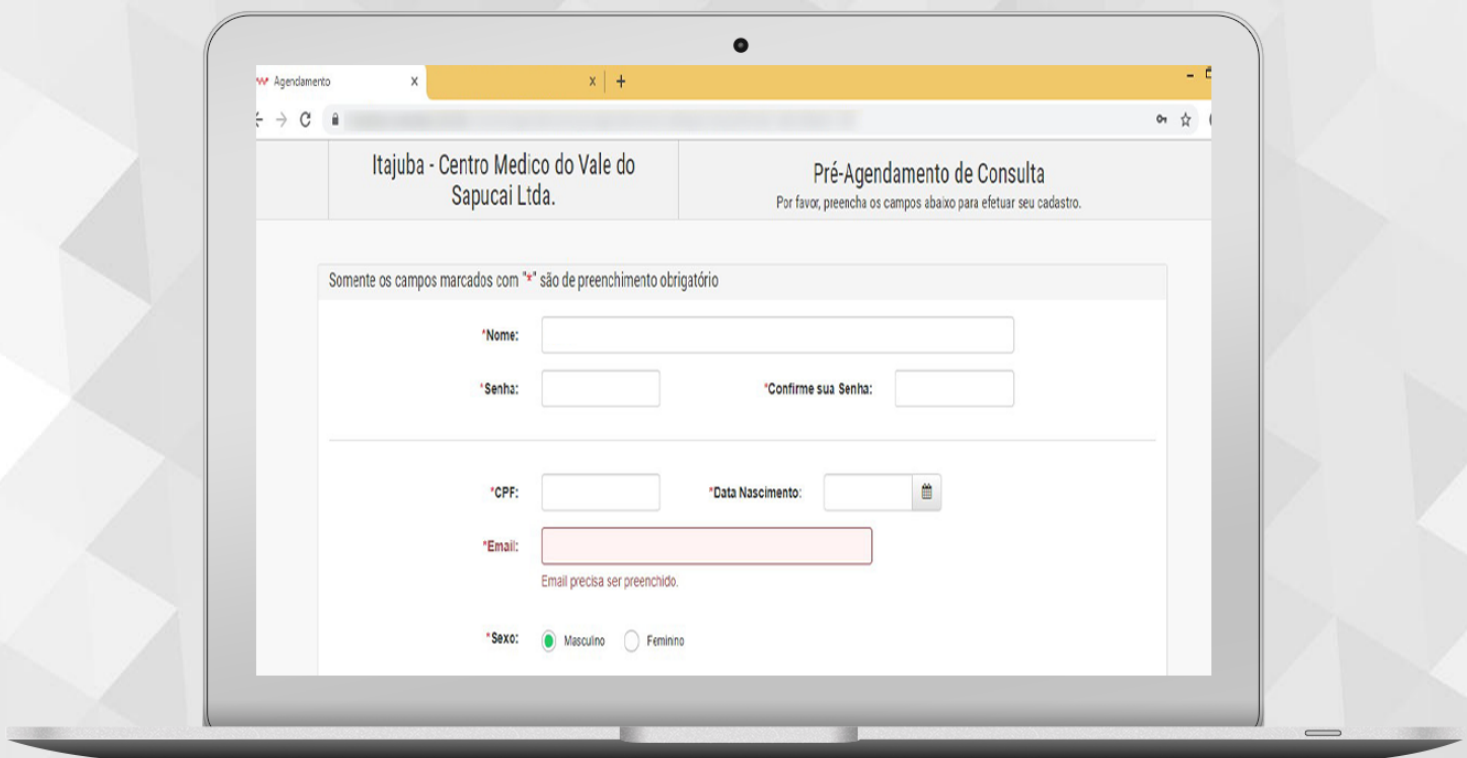 Agendamento
Itajuba - Centro Medico do Vale do
Sapucai Ltda.
Pré-Agendamento de Consulta
Por favor, preencha os campos abaixo para efetuar seu cadastro.
Somente os campos marcados com "*" são de preenchimento obrigatório
*Nome:
*Senha: *Confirme sua Senha:
*CPF: *Data Nascimento:
*Email:
Email precisa ser preenchido.
*Sexo: Masculino Feminino